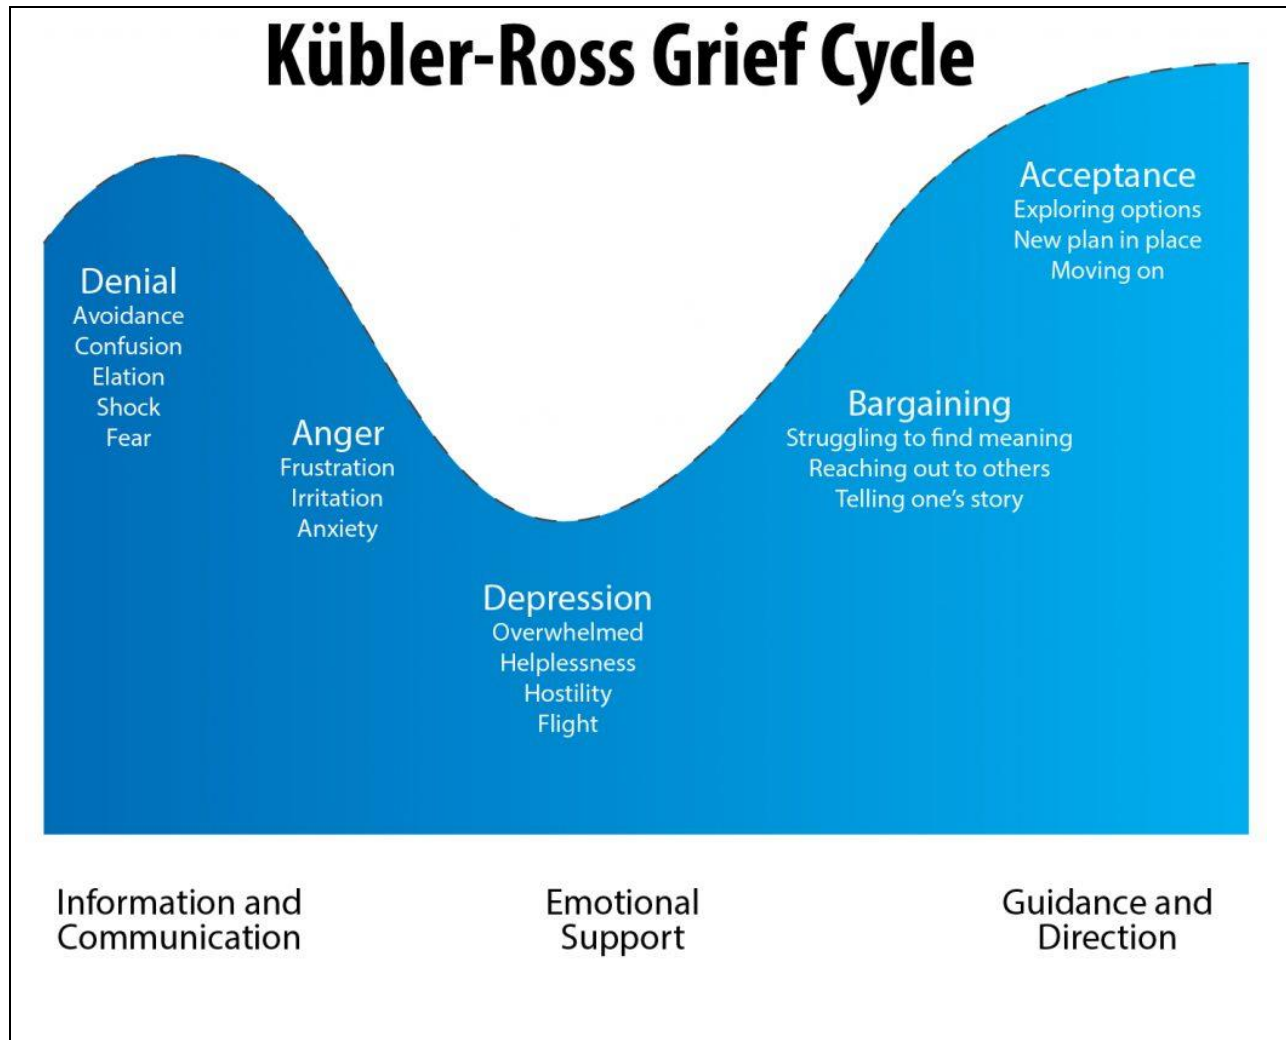 Kübler-Ross Grief Cycle
Denial
Avoidance
Confusion
Elation
Shock
Fear
Anger
Frustration
Irritation
Anxiety
Depression
Overwhelmed
Helplessness
Hostility
Flight
Bargaining
Struggling to find meaning
Reaching out to others
Telling one's story
Acceptance
Exploring options
New plan in place
Moving on
Information and
Communication
Emotional
Support
Guidance and
Direction